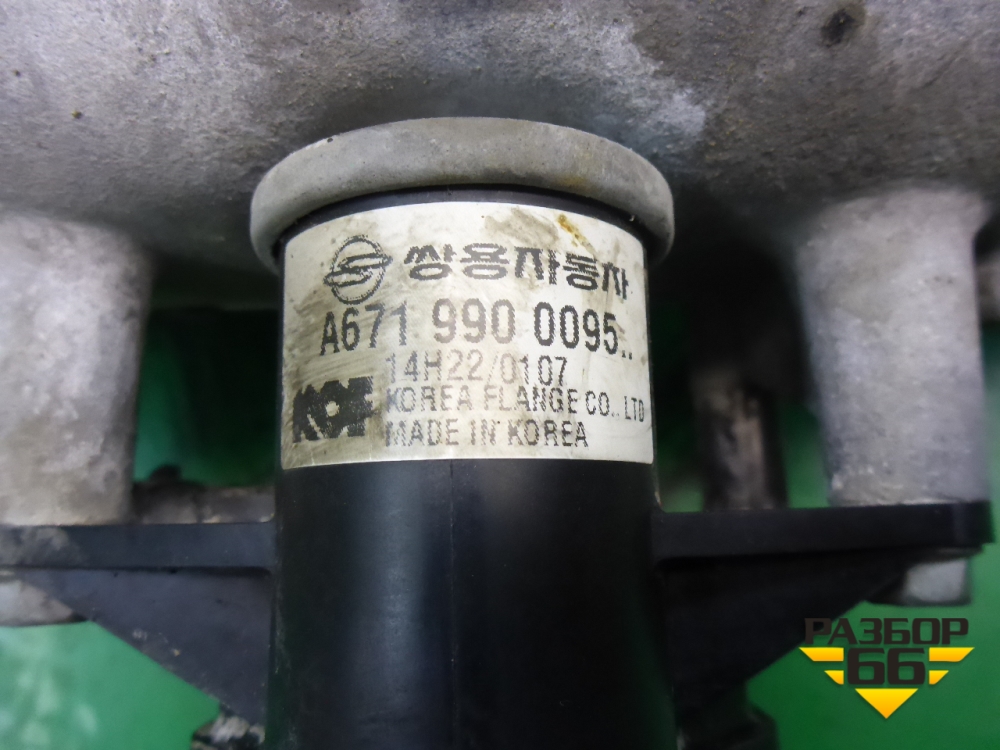 쌍용자동차
A671 990 0095..
14H22/0107
KOF KOREA FLANGE CO., LTD
MADE IN KOREA
РАЗБОР
66